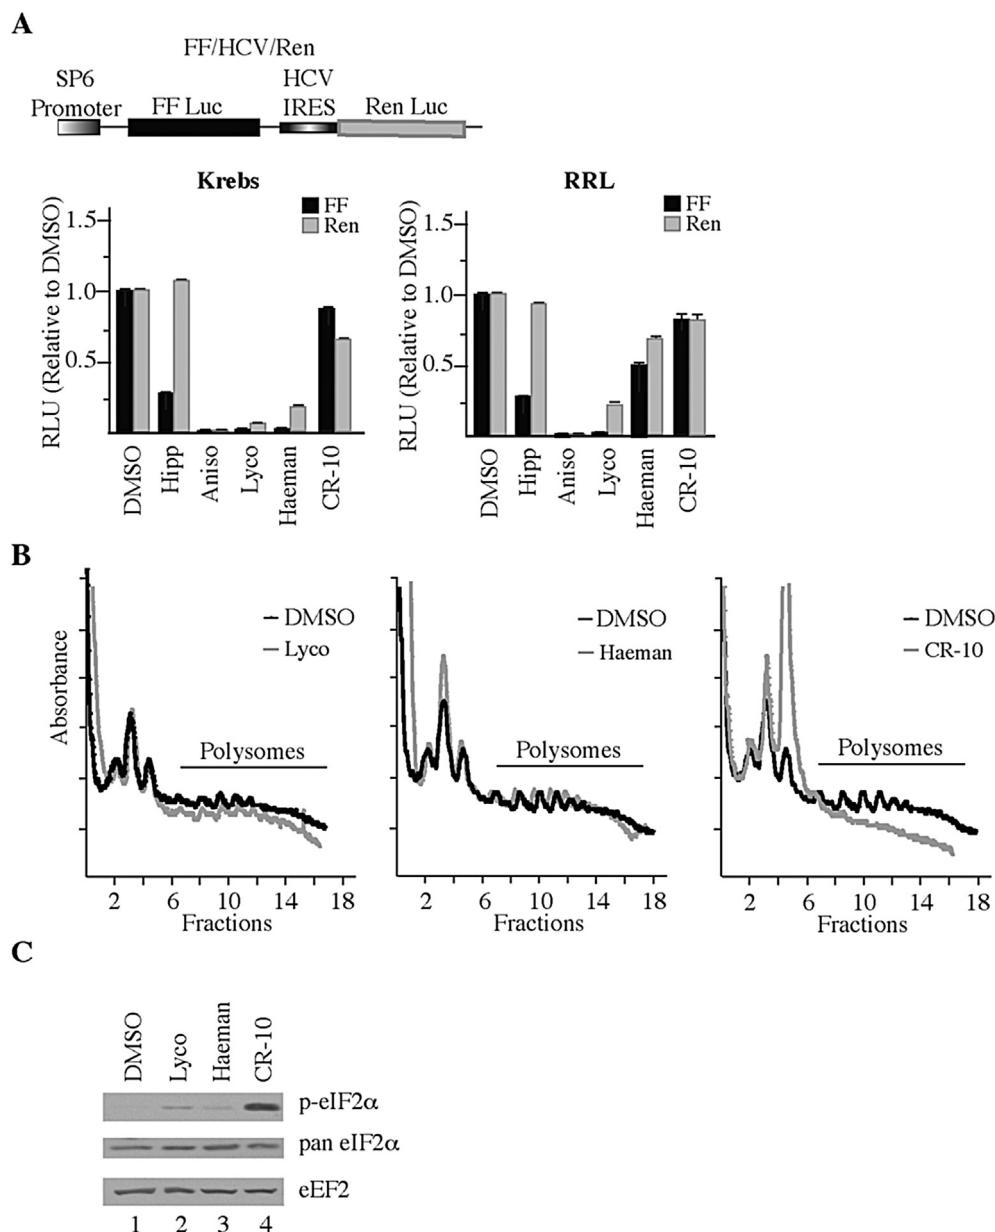 A
FF/HCV/Ren
SP6 Promoter
FF Luc
HCV IRES
Ren Luc
Krebs
RLU (Relative to DMSO)
1.5
1.0
0.5
FF
Ren
DMSO
Hipp
Aniso
Lyco
Haeman
CR-10
RRL
RLU (Relative to DMSO)
1.5
1.0
0.5
FF
Ren
DMSO
Hipp
Aniso
Lyco
Haeman
CR-10
B
Absorbance
DMSO
Lyco
Polysomes
2 6 10 14 18
Fractions
DMSO
Haeman
Polysomes
2 6 10 14 18
Fractions
DMSO
CR-10
Polysomes
2 6 10 14 18
Fractions
C
DMSO
Lyco
Haeman
CR-10
p-eIF2α
pan eIF2α
eEF2
1 2 3 4